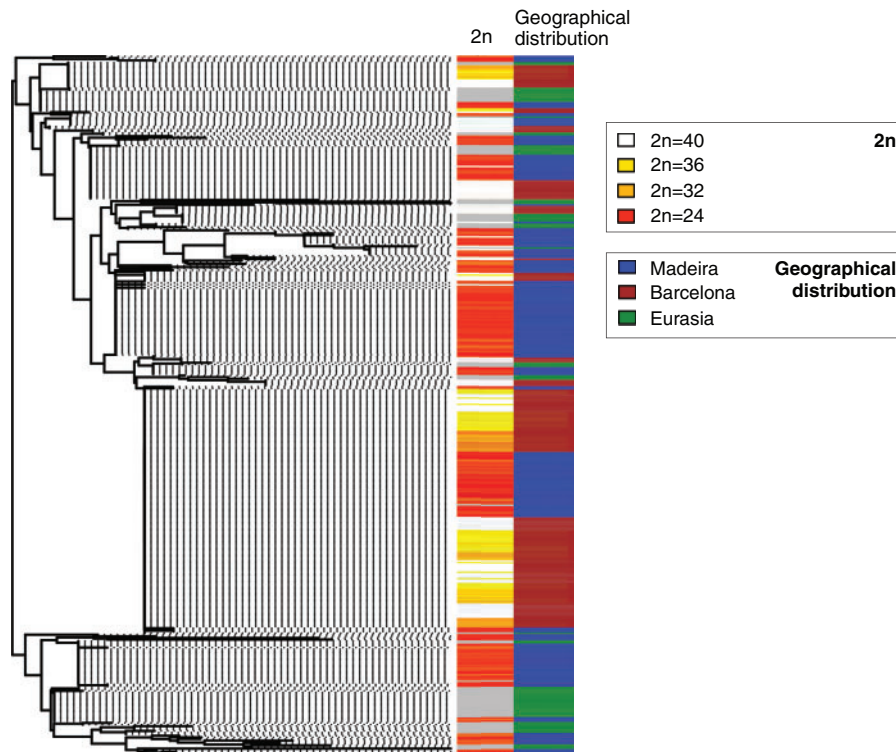 2n
Geographical
distribution
2n
2n=40
2n=36
2n=32
2n=24
Geographical
distribution
Madeira
Barcelona
Eurasia